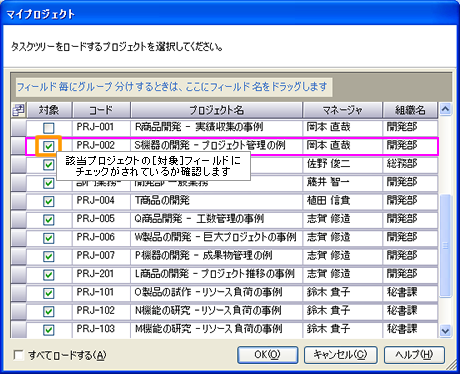 マイプロジェクト
タスクツリーをロードするプロジェクトを選択してください。
フィールド毎にグループ分けするときは、ここにフィールド名をドラッグします
対象 コード プロジェクト名 マネージャ 組織名
PRJ-001 R商品開発 - 実績収集の事例 岡本 直哉 開発部
PRJ-002 S機器の開発 - プロジェクト管理の例 岡本 直哉 開発部
佐野 俊二 総務部
該当プロジェクトの[対象]フィールドに
チェックがされているか確認します
藤井 智一 開発部
PRJ-004 T商品の開発 植田 信貴 開発部
PRJ-005 Q商品開発 - 工数管理の事例 志賀 修造 開発部
PRJ-006 W製品の開発 - 巨大プロジェクトの事例 志賀 修造 開発部
PRJ-007 P機器の開発 - 成果物管理の例 志賀 修造 開発部
PRJ-201 L商品の開発 - プロジェクト推移の事例 志賀 修造 開発部
PRJ-101 O製品の試作 - リソース負荷の事例 鈴木 貴子 秘書課
PRJ-102 N機能の研究 - リソース負荷の事例 鈴木 貴子 秘書課
PRJ-103 M機能の研究 - リソース負荷の事例 鈴木 貴子 秘書課
すべてロードする(A) OK(O) キャンセル(C) ヘルプ(H)